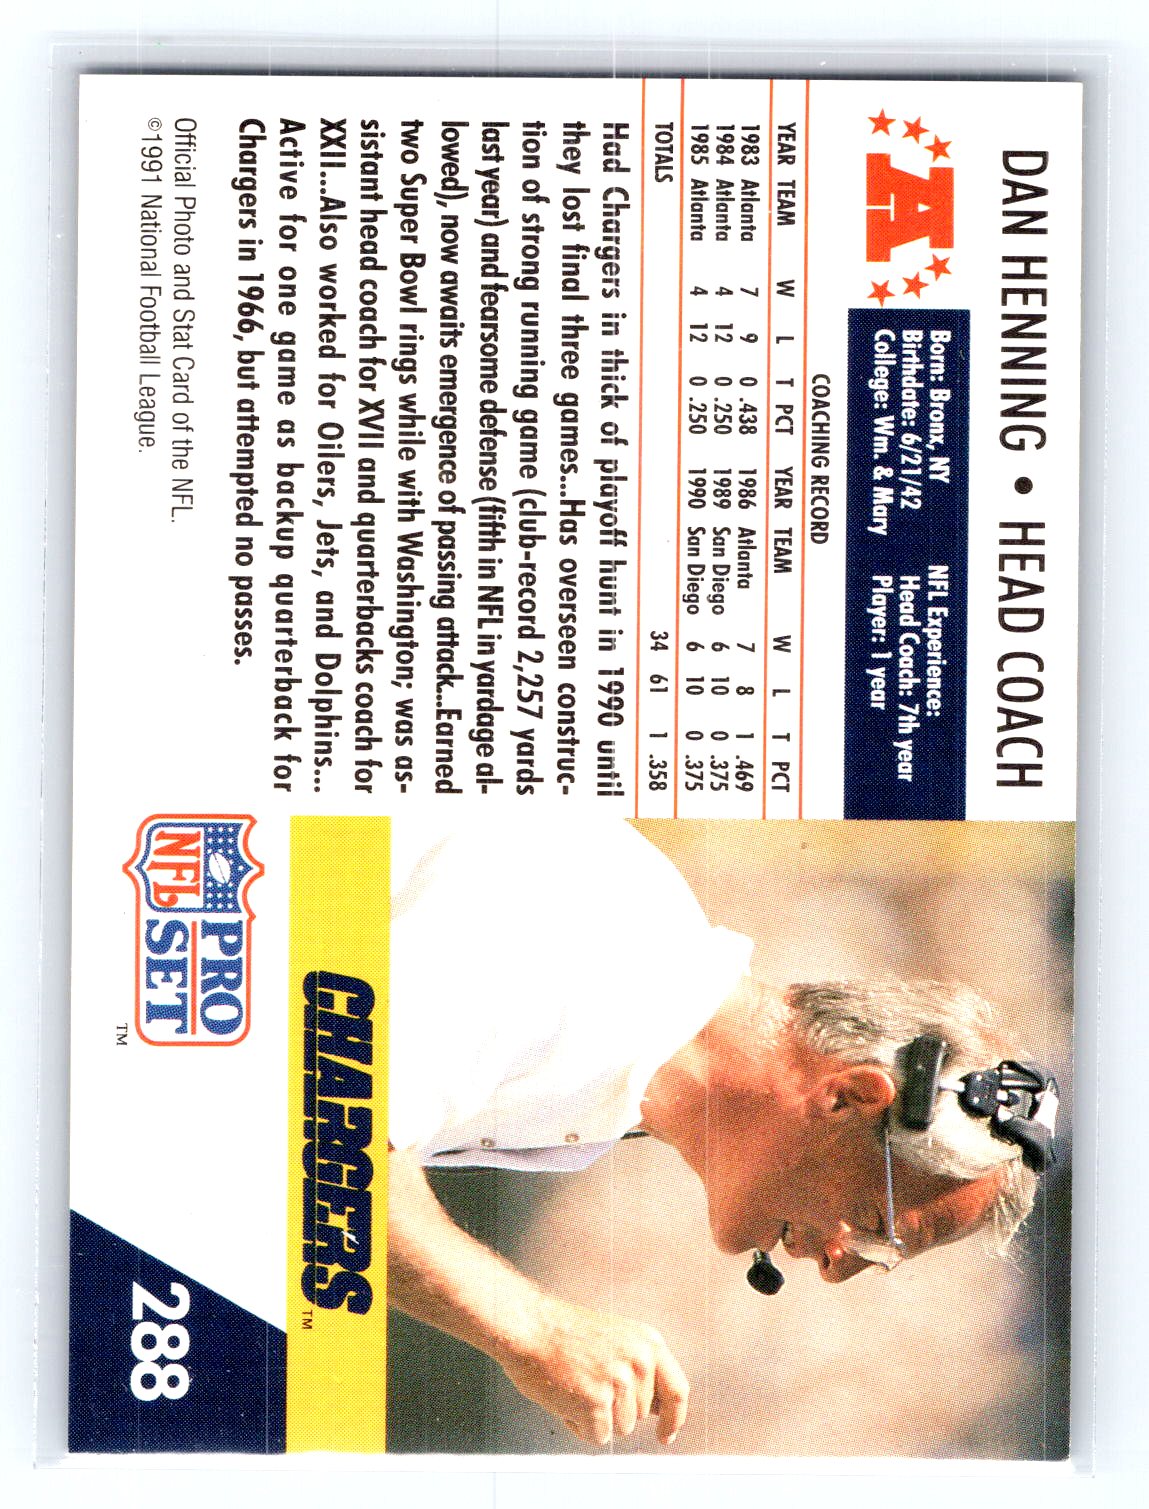 DAN HENNING • HEAD COACH
A
Born: Bronx, NY
Birthdate: 6/21/42
College: Wm. & Mary
NFL Experience:
Head Coach: 7th year
Player: 1 year
COACHING RECORD
YEAR TEAM W L T PCT YEAR TEAM W L T PCT
1983 Atlanta 7 9 0 .438 1986 Atlanta 7 8 1 .469
1984 Atlanta 4 12 0 .250 1989 San Diego 6 10 0 .375
1985 Atlanta 4 12 0 .250 1990 San Diego 6 10 0 .375
TOTALS 34 61 1 .358
Had Chargers in thick of playoff hunt in 1990 until
they lost final three games...Has overseen construc-
tion of strong running game (club-record 2,257 yards
last year) and fearsome defense (fifth in NFL in yardage al-
lowed), now awaits emergence of passing attack...Earned
two Super Bowl rings while with Washington; was as-
sistant head coach for XVII and quarterbacks coach for
XXII...Also worked for Oilers, Jets, and Dolphins...
Active for one game as backup quarterback for
Chargers in 1966, but attempted no passes.
Official Photo and Stat Card of the NFL.
©1991 National Football League.
NFL PRO SET TM
CHARGERS TM
288